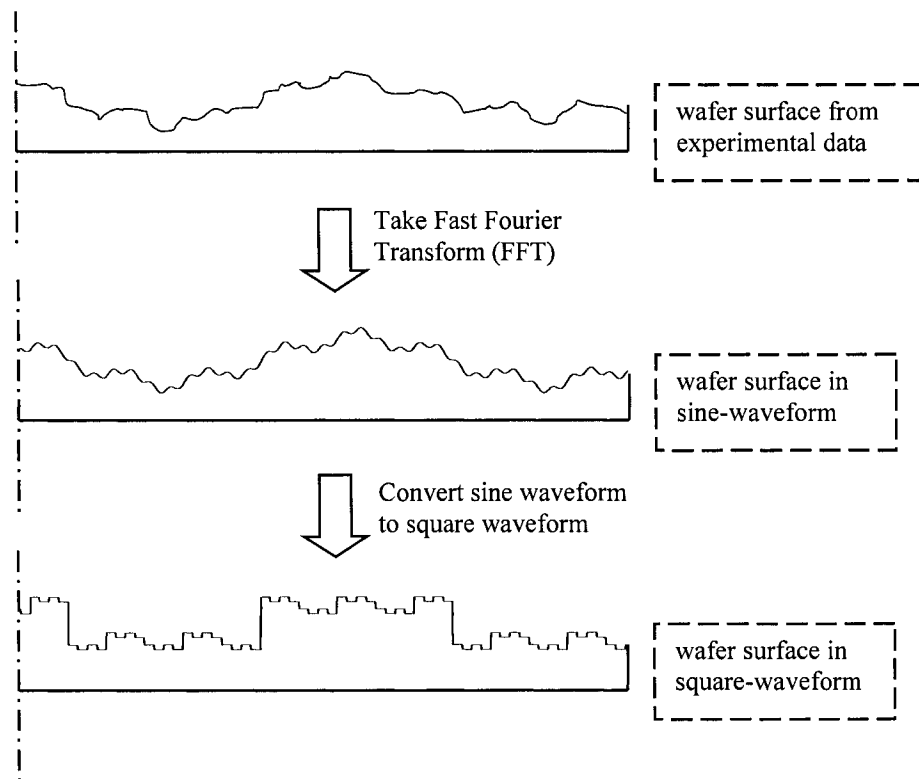 wafer surface from
experimental data
Take Fast Fourier
Transform (FFT)
wafer surface in
sine-waveform
Convert sine waveform
to square waveform
wafer surface in
square-waveform